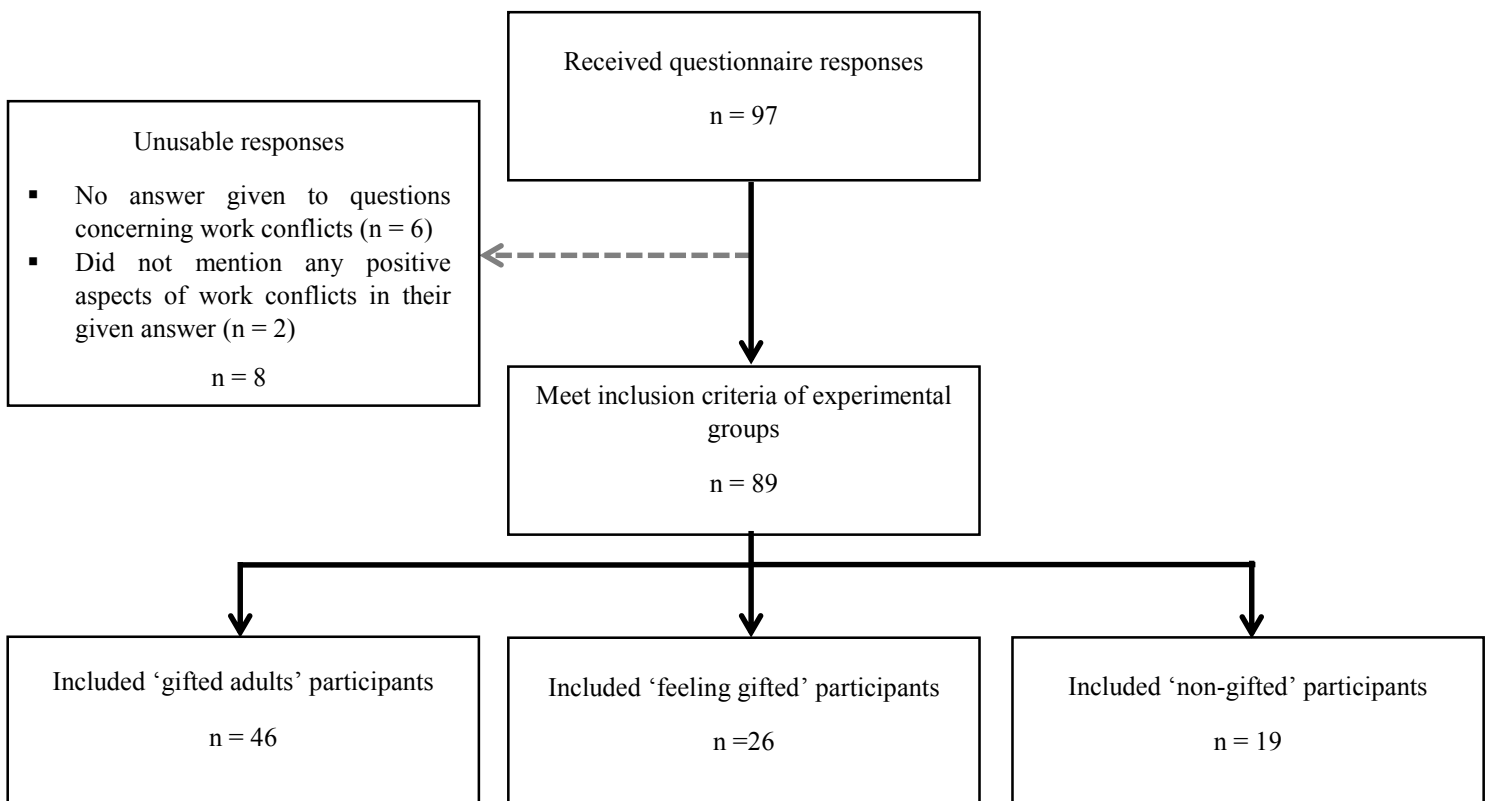 Received questionnaire responses
n = 97
Unusable responses
▪ No answer given to questions
concerning work conflicts (n = 6)
▪ Did not mention any positive
aspects of work conflicts in their
given answer (n = 2)
n = 8
Meet inclusion criteria of experimental
groups
n = 89
Included ‘gifted adults’ participants
n = 46
Included ‘feeling gifted’ participants
n =26
Included ‘non-gifted’ participants
n = 19